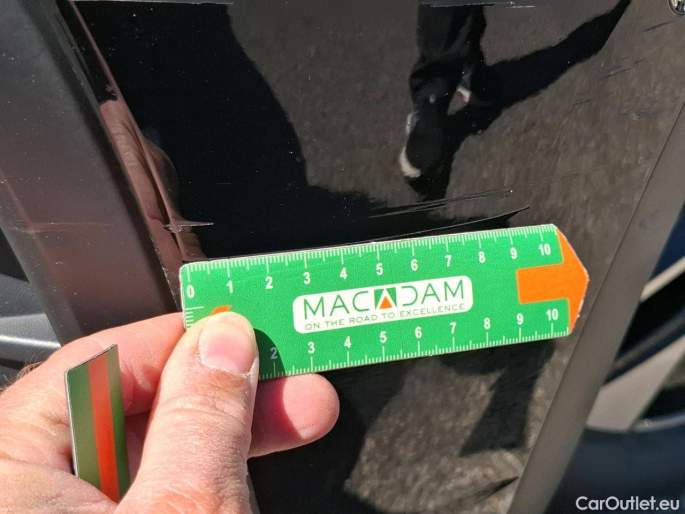 0 1 2 3 4 5 6 7 8 9 10
MACADAM
ON THE ROAD TO EXCELLENCE
2 3 4 5 6 7 8 9 10
CarOutlet.eu